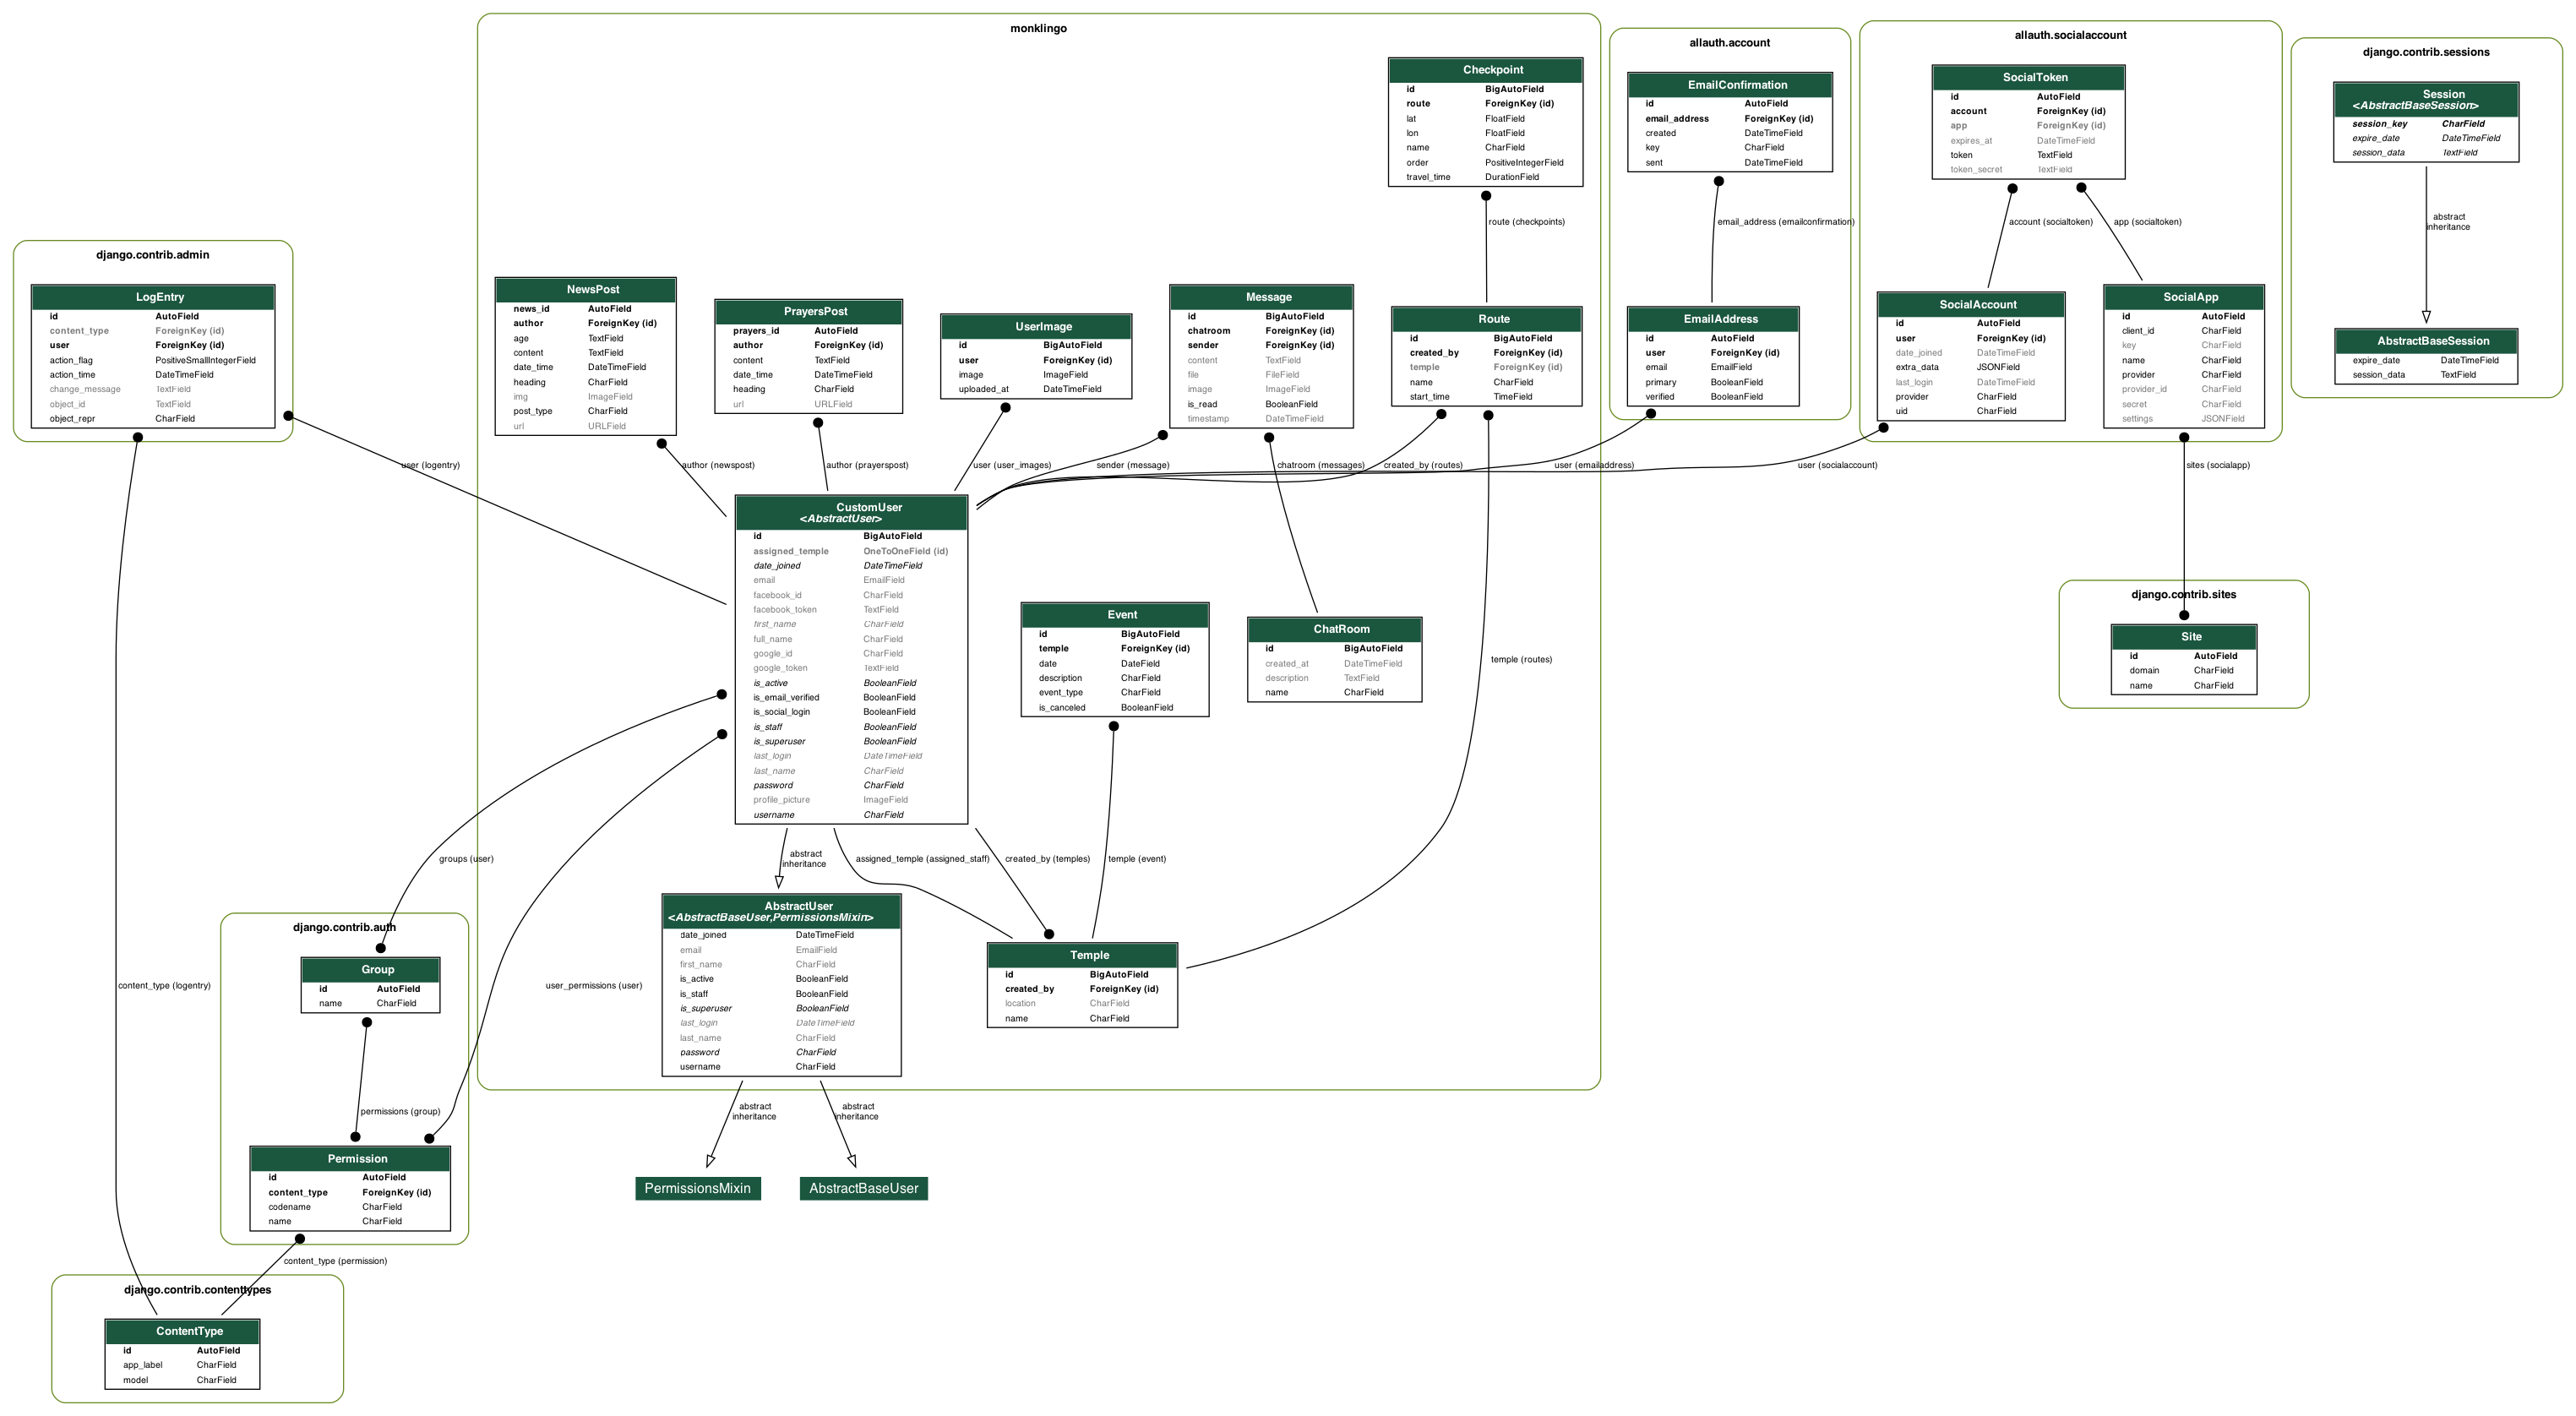 monklingo
Checkpoint
id BigAutoField
route ForeignKey (id)
lat FloatField
lon FloatField
name CharField
order PositiveIntegerField
travel_time DurationField
route (checkpoints)
NewsPost
news_id AutoField
author ForeignKey (id)
age TextField
content TextField
date_time DateTimeField
heading CharField
img ImageField
post_type CharField
url URLField
author (newspost)
PrayersPost
prayers_id AutoField
author ForeignKey (id)
content TextField
date_time DateTimeField
heading CharField
url URLField
author (prayerspost)
UserImage
id BigAutoField
user ForeignKey (id)
image ImageField
uploaded_at DateTimeField
user (user_images)
Message
id BigAutoField
chatroom ForeignKey (id)
sender ForeignKey (id)
content TextField
file FileField
image ImageField
is_read BooleanField
timestamp DateTimeField
sender (message)
chatroom (messages)
Route
id BigAutoField
created_by ForeignKey (id)
temple ForeignKey (id)
name CharField
start_time TimeField
created_by (routes)
temple (routes)
CustomUser
<AbstractUser>
id BigAutoField
assigned_temple OneToOneField (id)
date_joined DateTimeField
email EmailField
facebook_id CharField
facebook_token TextField
first_name CharField
full_name CharField
google_id CharField
google_token TextField
is_active BooleanField
is_email_verified BooleanField
is_social_login BooleanField
is_staff BooleanField
is_superuser BooleanField
last_login DateTimeField
last_name CharField
password CharField
profile_picture ImageField
username CharField
Event
id BigAutoField
temple ForeignKey (id)
date DateField
description CharField
event_type CharField
is_canceled BooleanField
ChatRoom
id BigAutoField
created_at DateTimeField
description TextField
name CharField
abstract
inheritance
assigned_temple (assigned_staff)
created_by (temples)
temple (event)
AbstractUser
<AbstractBaseUser,PermissionsMixin>
date_joined DateTimeField
email EmailField
first_name CharField
is_active BooleanField
is_staff BooleanField
is_superuser BooleanField
last_login DateTimeField
last_name CharField
password CharField
username CharField
Temple
id BigAutoField
created_by ForeignKey (id)
location CharField
name CharField
abstract
inheritance
abstract
inheritance
PermissionsMixin
AbstractBaseUser
allauth.account
EmailConfirmation
id AutoField
email_address ForeignKey (id)
created DateTimeField
key CharField
sent DateTimeField
email_address (emailconfirmation)
EmailAddress
id AutoField
user ForeignKey (id)
email EmailField
primary BooleanField
verified BooleanField
user (emailaddress)
allauth.socialaccount
SocialToken
id AutoField
account ForeignKey (id)
app ForeignKey (id)
expires_at DateTimeField
token TextField
token_secret TextField
account (socialtoken)
app (socialtoken)
SocialAccount
id AutoField
user ForeignKey (id)
date_joined DateTimeField
extra_data JSONField
last_login DateTimeField
provider CharField
uid CharField
user (socialaccount)
SocialApp
id AutoField
client_id CharField
key CharField
name CharField
provider CharField
provider_id CharField
secret CharField
settings JSONField
sites (socialapp)
django.contrib.sessions
Session
<AbstractBaseSession>
session_key CharField
expire_date DateTimeField
session_data TextField
abstract
inheritance
AbstractBaseSession
expire_date DateTimeField
session_data TextField
django.contrib.sites
Site
id AutoField
domain CharField
name CharField
django.contrib.admin
LogEntry
id AutoField
content_type ForeignKey (id)
user ForeignKey (id)
action_flag PositiveSmallIntegerField
action_time DateTimeField
change_message TextField
object_id TextField
object_repr CharField
user (logentry)
content_type (logentry)
groups (user)
user_permissions (user)
django.contrib.auth
Group
id AutoField
name CharField
permissions (group)
Permission
id AutoField
content_type ForeignKey (id)
codename CharField
name CharField
content_type (permission)
django.contrib.contenttypes
ContentType
id AutoField
app_label CharField
model CharField